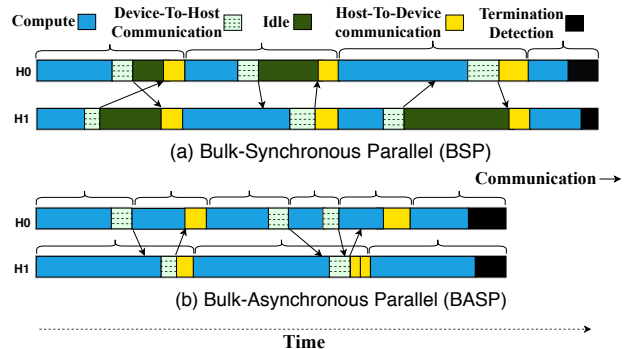 Compute
Device-To-Host
Communication
Idle
Host-To-Device
communication
Termination
Detection
H0
H1
(a) Bulk-Synchronous Parallel (BSP)
Communication
H0
H1
(b) Bulk-Asynchronous Parallel (BASP)
Time